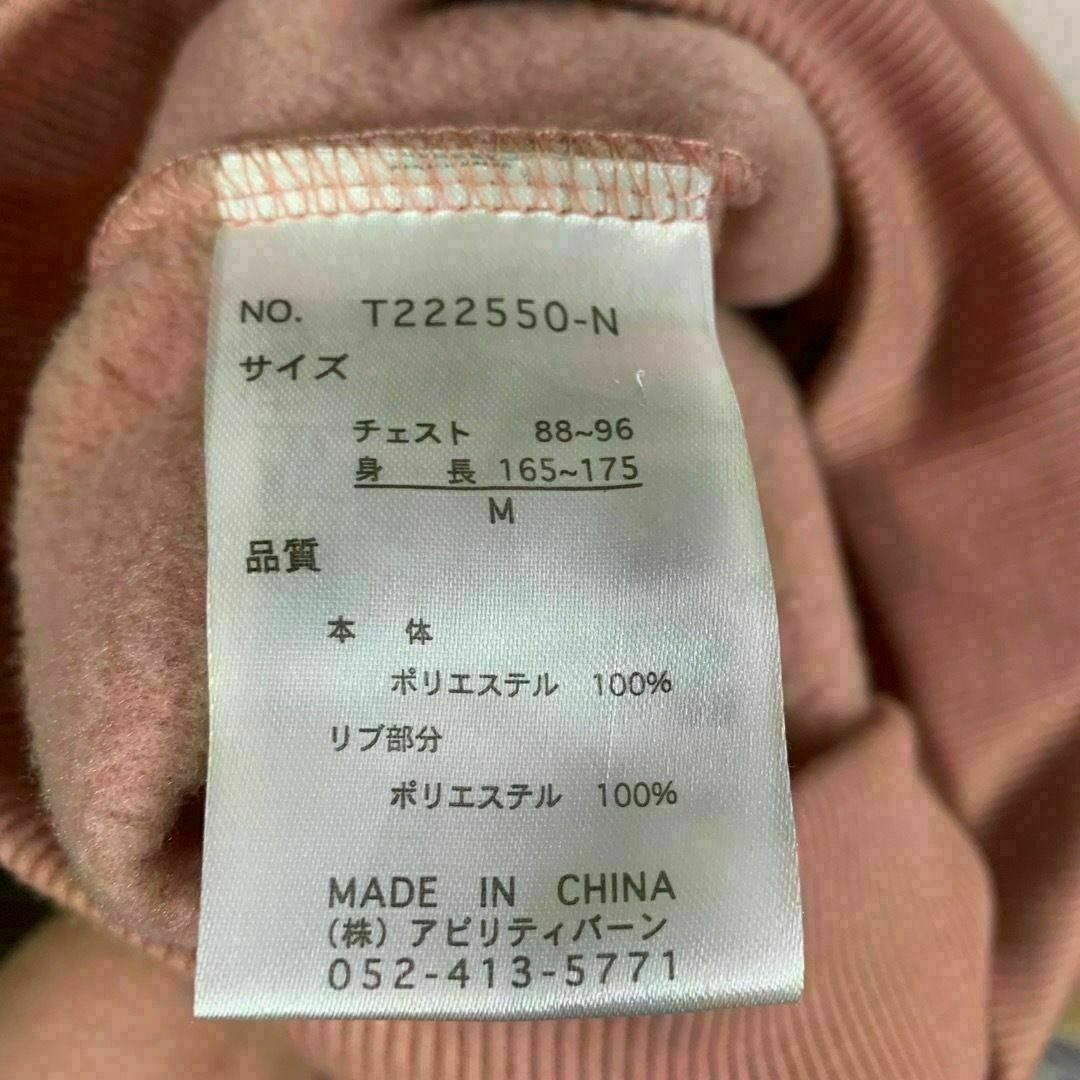 NO. T222550-N
サイズ
チェスト 88~96
身 長 165~175
M
品質
本 体
ポリエステル 100%
リブ部分
ポリエステル 100%
MADE IN CHINA
(株) アビリティバーン
052-413-5771